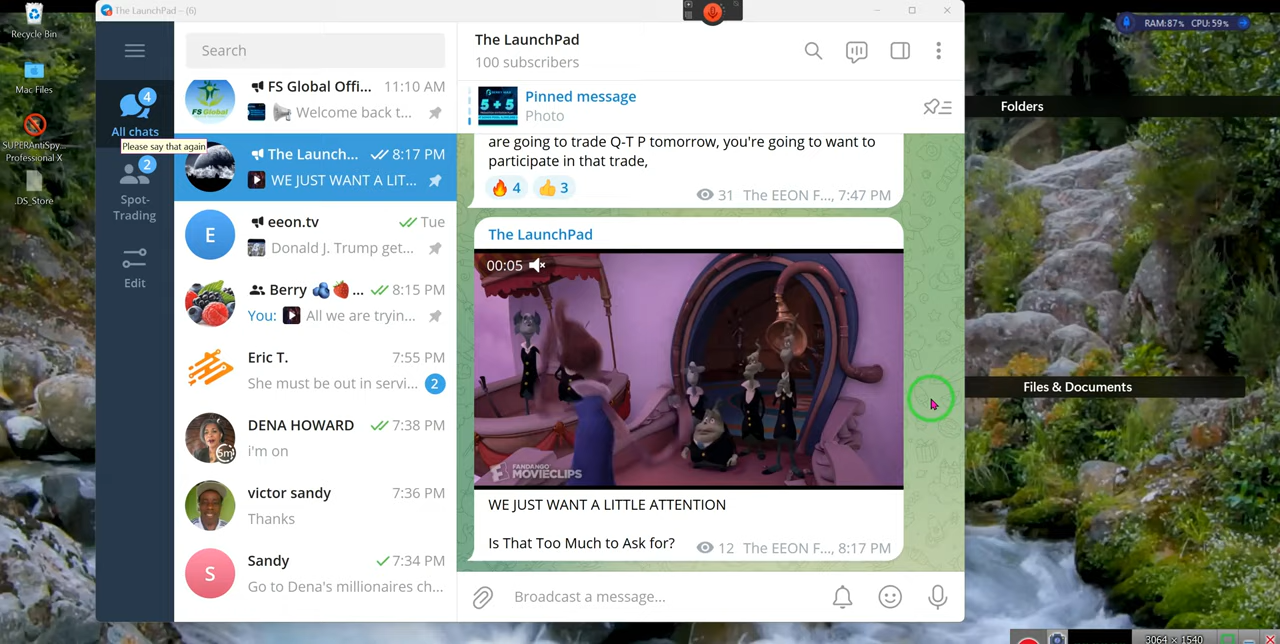 The LaunchPad – (6)
RAM:87% CPU:59%
Recycle Bin
Mac Files
SUPERAntiSpy...
Professional X
.DS_Store
Search
All chats
4
Please say that again
2
Spot-
Trading
Edit
FS Global Offi... 11:10 AM
FS Global
Welcome back t...
The Launch... 8:17 PM
WE JUST WANT A LIT...
E
eeon.tv Tue
Donald J. Trump get...
Berry ... 8:15 PM
You: All we are tryin...
Eric T. 7:55 PM
She must be out in servi... 2
DENA HOWARD 7:38 PM
5m
i'm on
victor sandy 7:36 PM
Thanks
S
Sandy 7:34 PM
Go to Dena's millionaires ch...
The LaunchPad
100 subscribers
5 + 5
Pinned message
Photo
are going to trade Q-T P tomorrow, you're going to want to
participate in that trade,
4 3
31 The EEON F..., 7:47 PM
The LaunchPad
00:05
FANDANGO
MOVIECLIPS
WE JUST WANT A LITTLE ATTENTION
Is That Too Much to Ask for?
12 The EEON F..., 8:17 PM
Broadcast a message...
Folders
Files & Documents
3064 × 1540